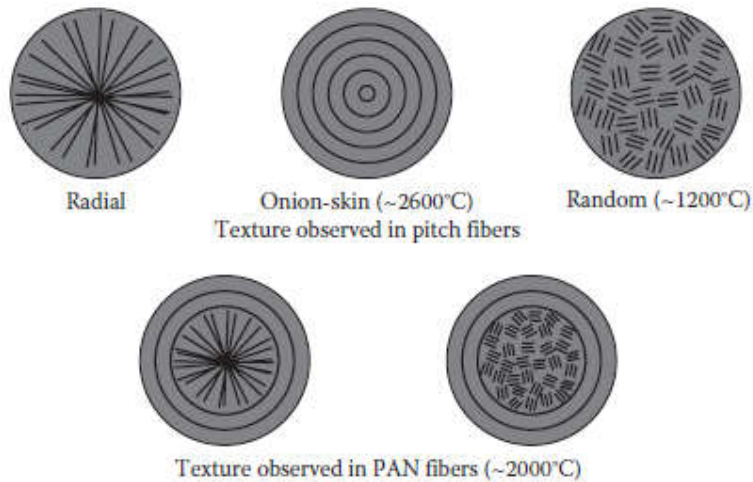 Radial
Onion-skin (~2600°C)
Random (~1200°C)
Texture observed in pitch fibers
Texture observed in PAN fibers (~2000°C)